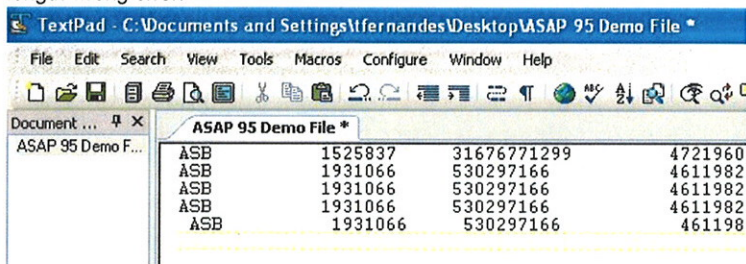 TextPad - C:\Documents and Settings\tfernandes\Desktop\ASAP 95 Demo File *
File Edit Search View Tools Macros Configure Window Help
Document ...
ASAP 95 Demo File *
ASAP 95 Demo F...
ASB 1525837 31676771299 4721960
ASB 1931066 530297166 4611982
ASB 1931066 530297166 4611982
ASB 1931066 530297166 4611982
ASB 1931066 530297166 461198